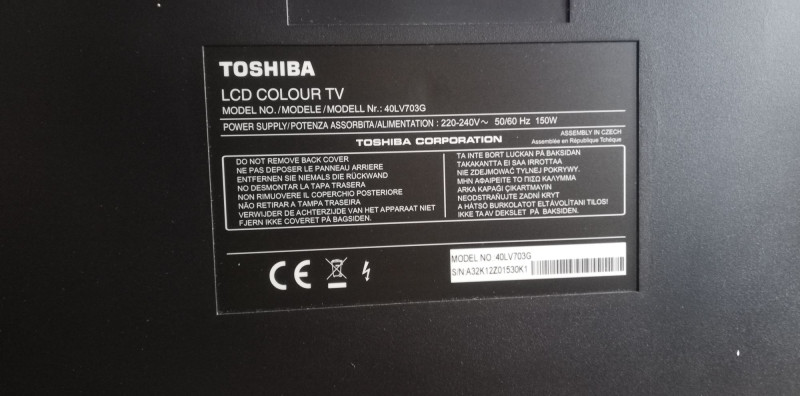 TOSHIBA
LCD COLOUR TV
MODEL NO./MODELE/MODELL Nr.: 40LV703G
POWER SUPPLY/POTENZA ASSORBITA/ALIMENTATION : 220-240V~ 50/60 Hz 150W
TOSHIBA CORPORATION
ASSEMBLY IN CZECH
Assemblée en République Tchéque
DO NOT REMOVE BACK COVER
NE PAS DEPOSER LE PANNEAU ARRIERE
ENTFERNEN SIE NIEMALS DIE RÜCKWAND
NO DESMONTAR LA TAPA TRASERA
NON RIMUOVERE IL COPERCHIO POSTERIORE
NÃO RETIRAR A TAMPA TRASEIRA
VERWIJDER DE ACHTERZIJDE VAN HET APPARAAT NIET
FJERN IKKE COVERET PÅ BAGSIDEN.
TA INTE BORT LUCKAN PÅ BAKSIDAN
TAKAKANTTA EI SAA IRROTTAA
NIE ZDEJMOWAĆ TYLNEJ POKRYWY.
ΜΗΝ ΑΦΑΙΡΕΙΤΕ ΤΟ ΠΙΣΩ ΚΑΛΥΜΜΑ
ARKA KAPAĞI ÇIKARTMAYIN
NEODSTRAŇUJTE ZADNÍ KRYT
A HÁTSÓ BURKOLATOT ELTÁVOLÍTANI TILOS!
IKKE TA AV DEKSLET PÅ BAKSIDEN.
CE
MODEL NO. 40LV703G
S/N:A32K12Z01530K1